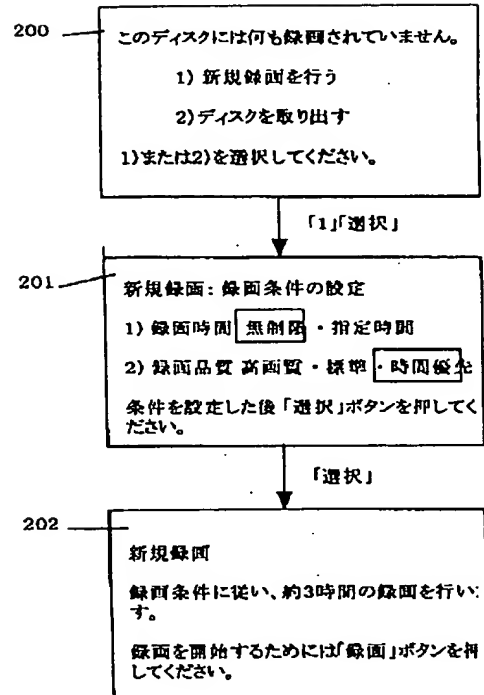 200
このディスクには何も録画されていません。
1) 新規録画を行う
2)ディスクを取り出す
1)または2)を選択してください。
「1」「選択」
201
新規録画: 録画条件の設定
1) 録画時間 無制限・指定時間
2) 録画品質 高画質・標準・時間優先
条件を設定した後「選択」ボタンを押してく
ださい。
「選択」
202
新規録画
録画条件に従い、約3時間の録画を行いま
す。
録画を開始するためには「録画」ボタンを押
してください。